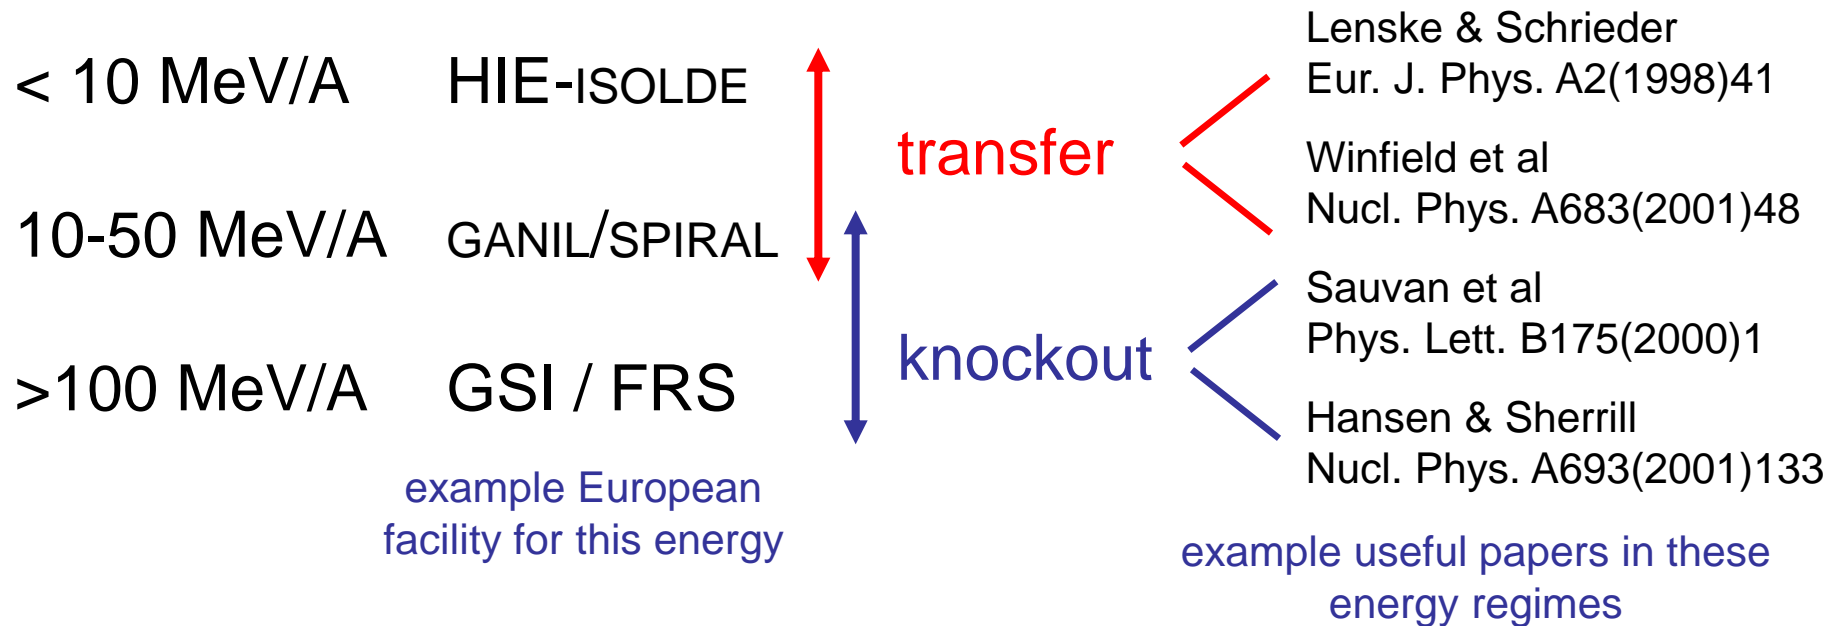 < 10 MeV/A HIE-ISOLDE
10-50 MeV/A GANIL/SPIRAL
>100 MeV/A GSI / FRS
example European
facility for this energy
transfer
knockout
Lenske & Schrieder
Eur. J. Phys. A2(1998)41
Winfield et al
Nucl. Phys. A683(2001)48
Sauvan et al
Phys. Lett. B175(2000)1
Hansen & Sherrill
Nucl. Phys. A693(2001)133
example useful papers in these
energy regimes